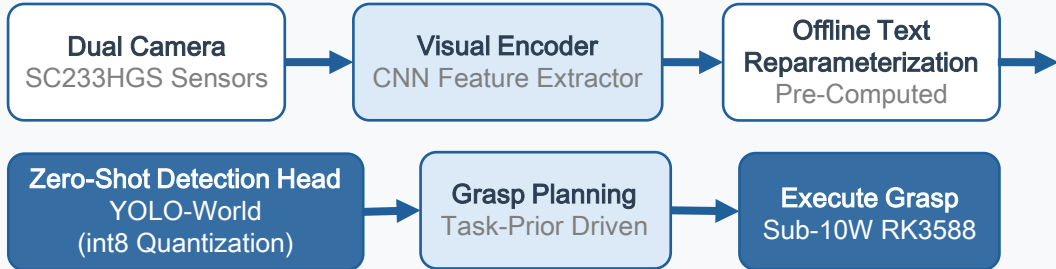 Dual Camera
SC233HGS Sensors
Visual Encoder
CNN Feature Extractor
Offline Text
Reparameterization
Pre-Computed
Zero-Shot Detection Head
YOLO-World
(int8 Quantization)
Grasp Planning
Task-Prior Driven
Execute Grasp
Sub-10W RK3588